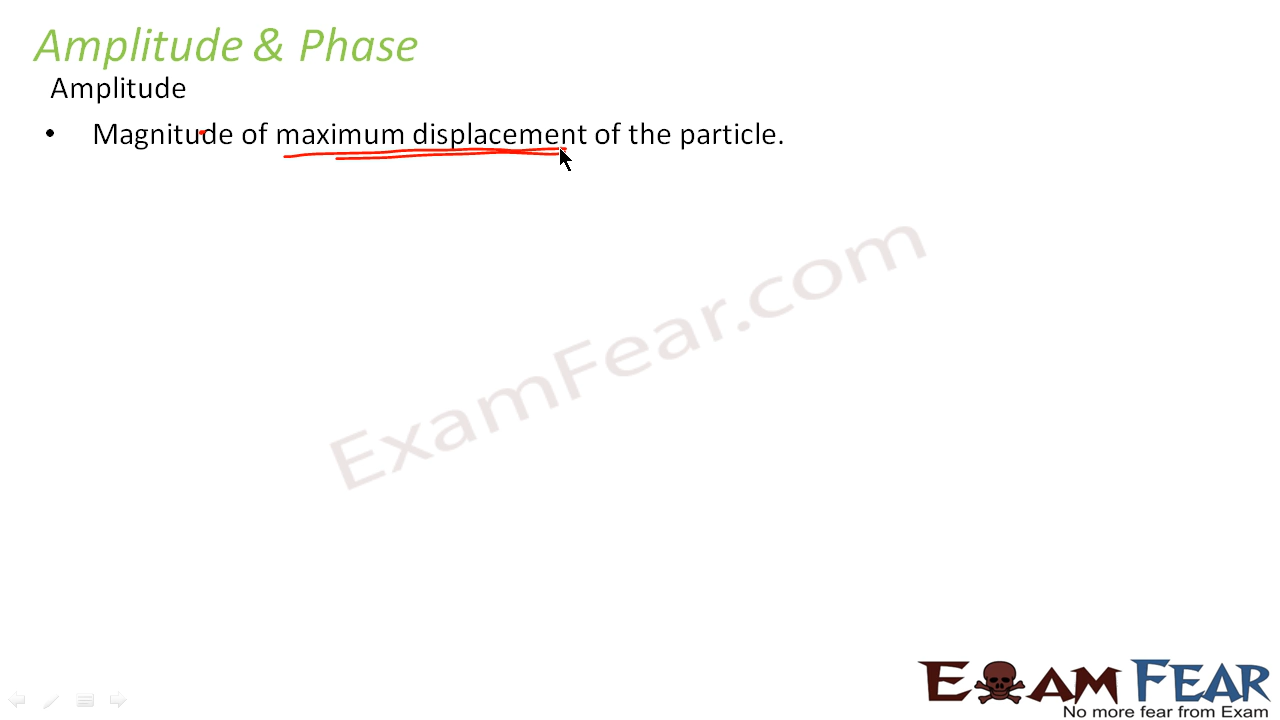 Amplitude & Phase
Amplitude
• Magnitude of maximum displacement of the particle.
ExamFear.com
EXAM FEAR
No more fear from Exam